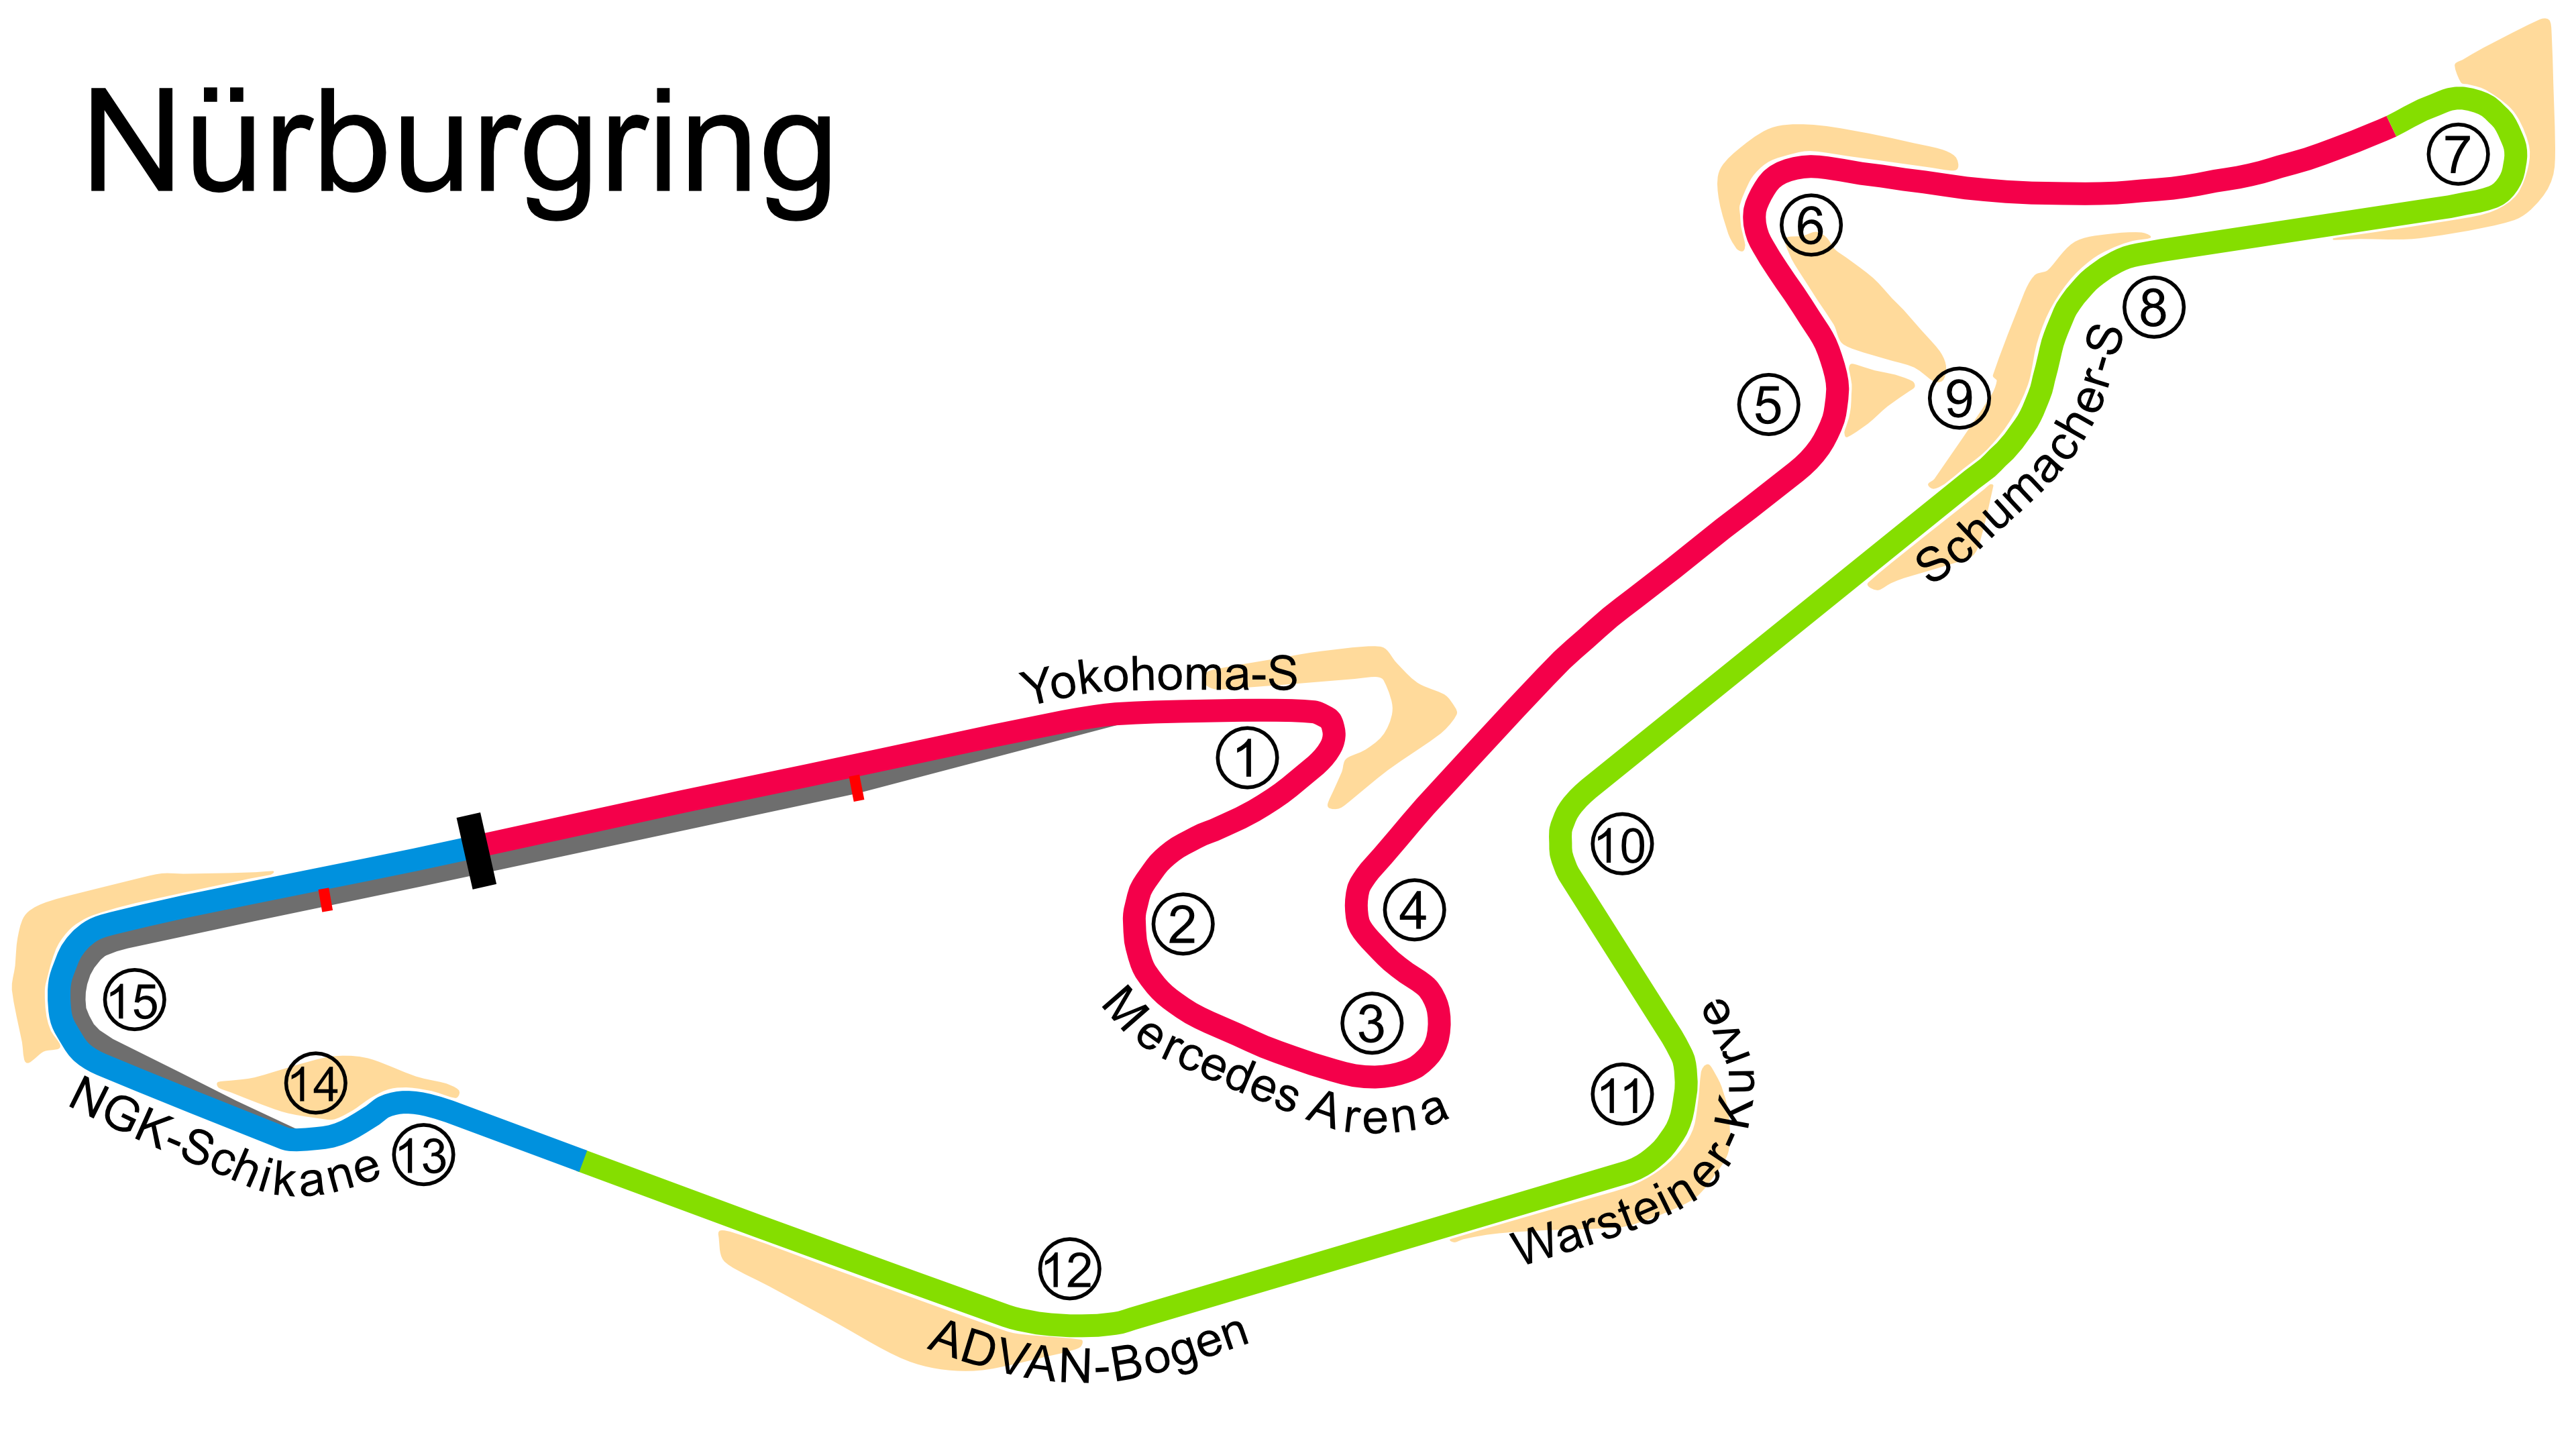 Nürburgring
7
6
8
9
5
Schumacher-S
Yokohoma-S
1
10
4
2
15
3
Mercedes Arena
14
11
Warsteiner-Kurve
NGK-Schikane
13
12
ADVAN-Bogen